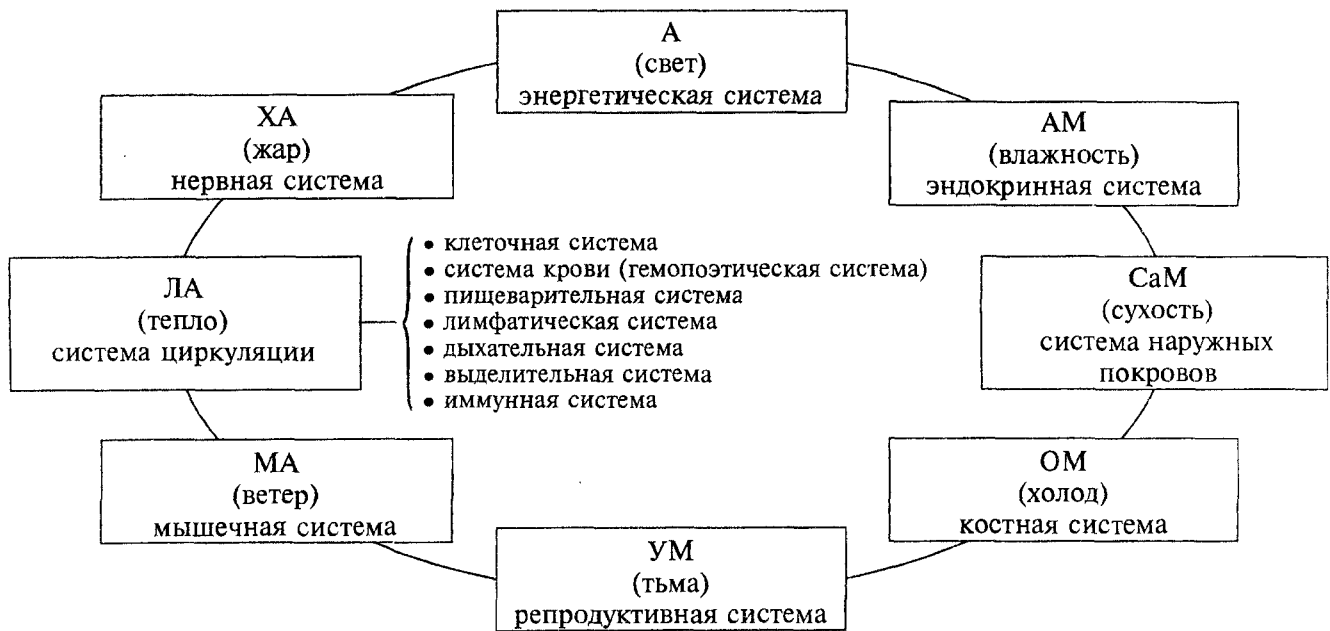 А
(свет)
энергетическая система
ХА
(жар)
нервная система
АМ
(влажность)
эндокринная система
ЛА
(тепло)
система циркуляции
• клеточная система
• система крови (гемопоэтическая система)
• пищеварительная система
• лимфатическая система
• дыхательная система
• выделительная система
• иммунная система
СаМ
(сухость)
система наружных
покровов
МА
(ветер)
мышечная система
ОМ
(холод)
костная система
УМ
(тьма)
репродуктивная система